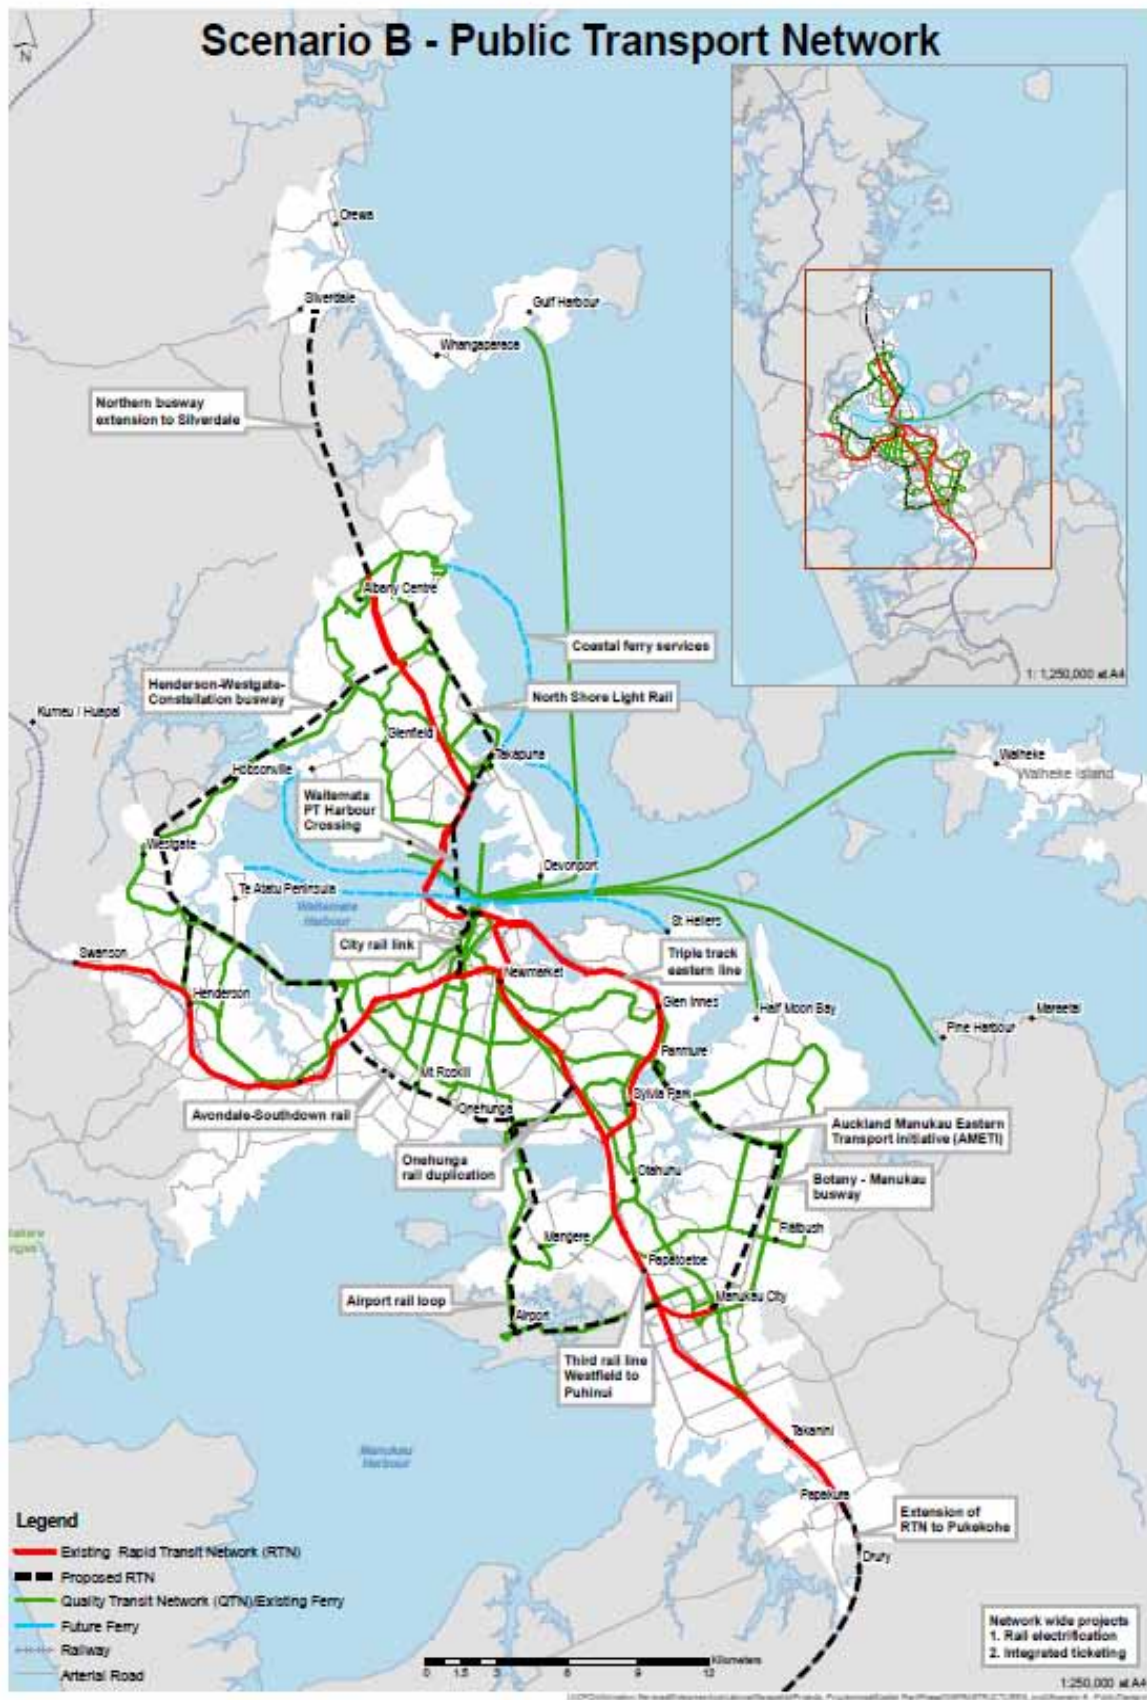 Scenario B - Public Transport Network
N
Orewa
Silverdale
Gulf Harbour
Whangaparaoa
Northern busway
extension to Silverdale
1: 1,250,000 at A4
Albany Centre
Coastal ferry services
Henderson-Westgate-
Constellation busway
North Shore Light Rail
Kumeu / Huapai
Glenfield
Takapuna
Hobsonville
Waiheke
Waiheke Island
Waitemata
PT Harbour
Crossing
Westgate
Devonport
Te Atatu Peninsula
Waitemata
Harbour
St Heliers
City rail link
Triple track
eastern line
Swanson
Newmarket
Henderson
Glen Innes
Half Moon Bay
Maraetai
Pine Harbour
Panmure
Mt Roskill
Sylvia Park
Onehunga
Avondale-Southdown rail
Auckland Manukau Eastern
Transport initiative (AMETI)
Onehunga
rail duplication
Otahuhu
Botany - Manukau
busway
Flatbush
Mangere
Papatoetoe
Airport rail loop
Manukau City
Airport
Third rail line
Westfield to
Puhinui
Takanini
Manukau
Harbour
Papakura
Extension of
RTN to Pukekohe
Drury
Legend
Existing Rapid Transit Network (RTN)
Proposed RTN
Quality Transit Network (QTN)/Existing Ferry
Future Ferry
Railway
Arterial Road
Kilometers
0 1.5 3 6 9 12
Network wide projects
1. Rail electrification
2. Integrated ticketing
1:250,000 at A4